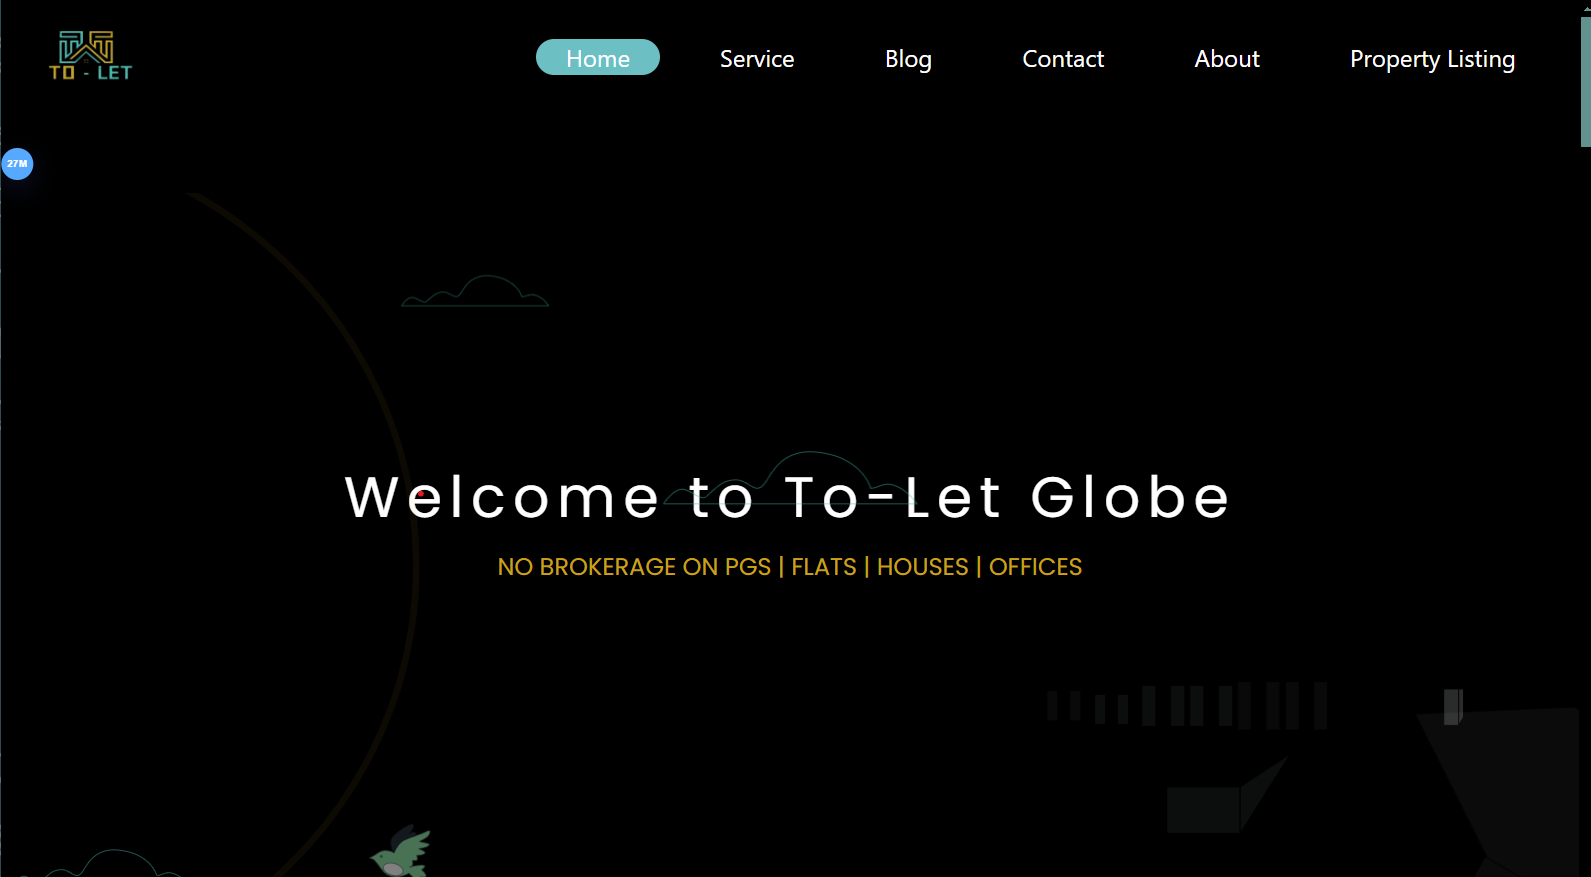 TO - LET
Home Service Blog Contact About Property Listing
27M
Welcome to To-Let Globe
NO BROKERAGE ON PGS | FLATS | HOUSES | OFFICES